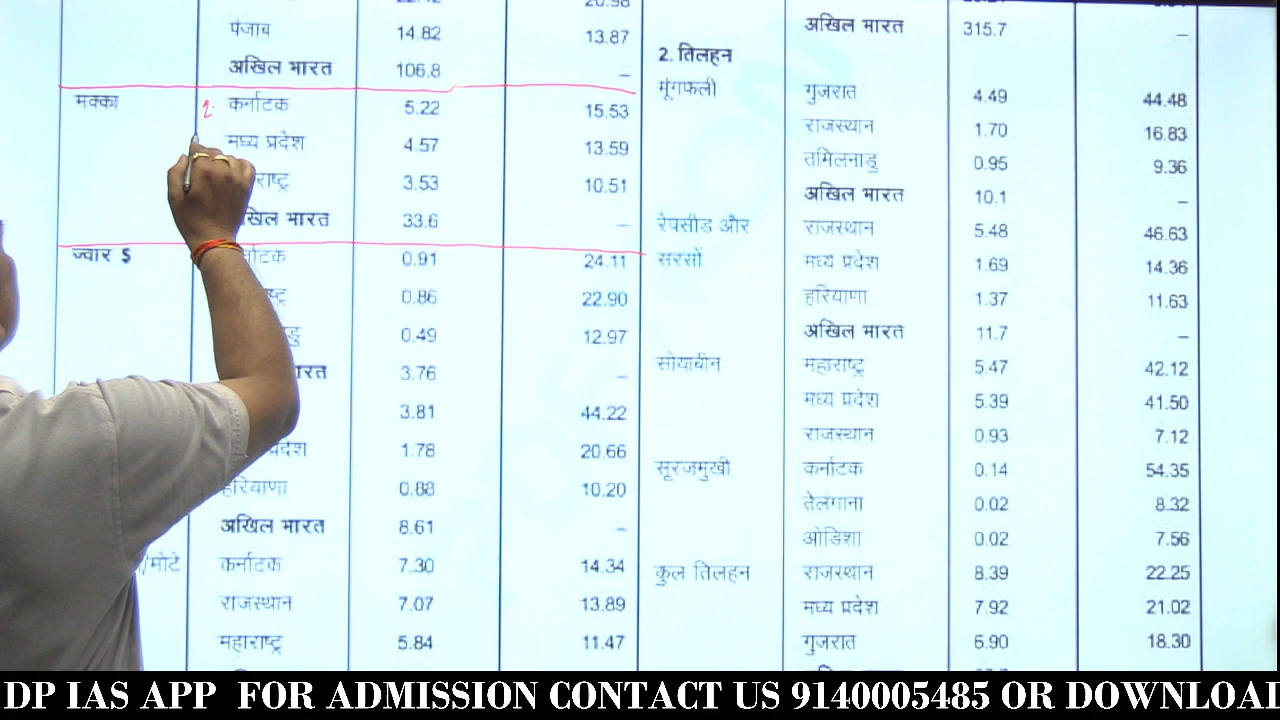 20.98
पंजाब 14.82 13.87
अखिल भारत 106.8 –
मक्का 2. कर्नाटक 5.22 15.53
मध्य प्रदेश 4.57 13.59
3.53 10.51
भारत 33.6 –
ज्वार $ 0.91 24.11
0.86 22.90
0.49 12.97
3.76 –
3.81 44.22
1.78 20.66
हरियाणा 0.88 10.20
अखिल भारत 8.61 –
/मोटे कर्नाटक 7.30 14.34
राजस्थान 7.07 13.89
महाराष्ट्र 5.84 11.47
अखिल भारत 315.7 –
2. तिलहन
मूंगफली गुजरात 4.49 44.48
राजस्थान 1.70 16.83
तमिलनाडु 0.95 9.36
अखिल भारत 10.1 –
रेपसीड और राजस्थान 5.48 46.63
सरसों मध्य प्रदेश 1.69 14.36
हरियाणा 1.37 11.63
अखिल भारत 11.7 –
सोयाबीन महाराष्ट्र 5.47 42.12
मध्य प्रदेश 5.39 41.50
राजस्थान 0.93 7.12
सूरजमुखी कर्नाटक 0.14 54.35
तेलंगाना 0.02 8.32
ओडिशा 0.02 7.56
कुल तिलहन राजस्थान 8.39 22.25
मध्य प्रदेश 7.92 21.02
गुजरात 6.90 18.30
DP IAS APP FOR ADMISSION CONTACT US 9140005485 OR DOWNLOAD